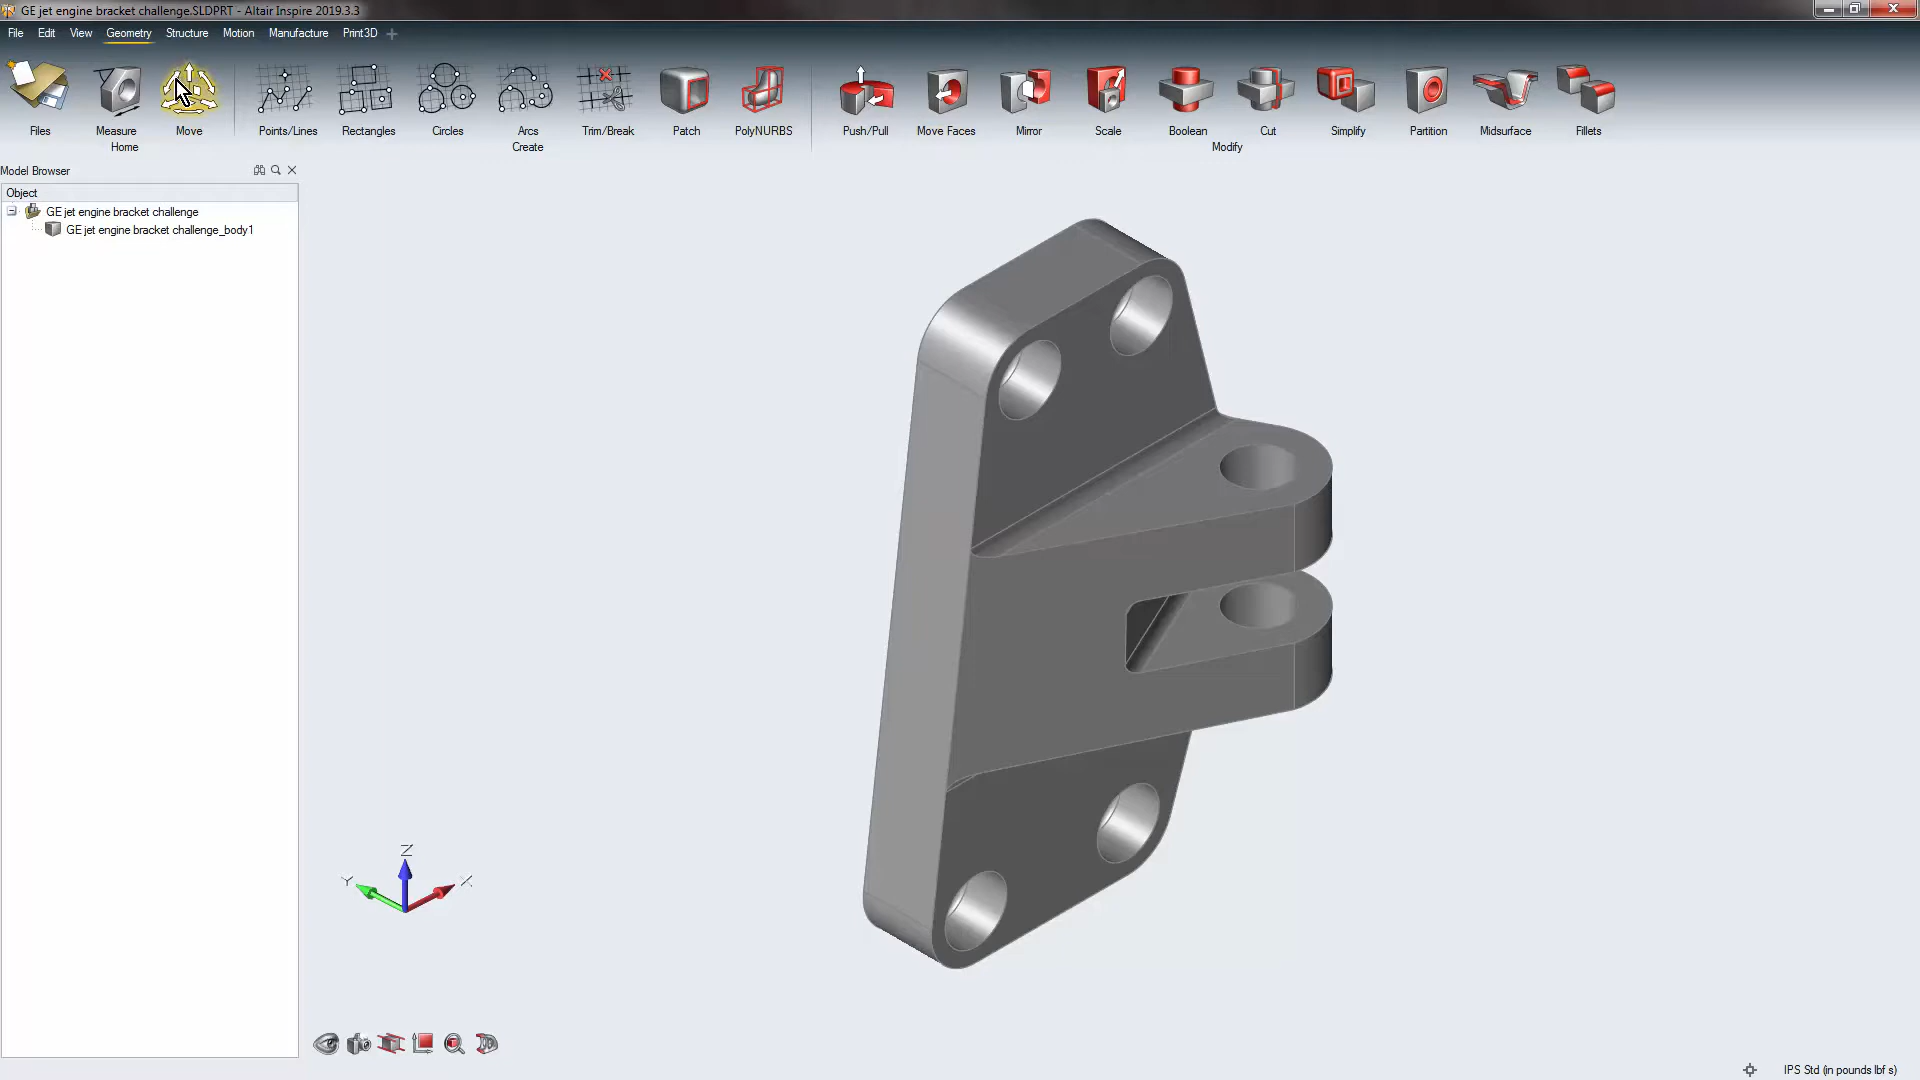 GE jet engine bracket challenge.SLDPRT - Altair Inspire 2019.3.3
File Edit View Geometry Structure Motion Manufacture Print3D
Files Measure Move Points/Lines Rectangles Circles Arcs Trim/Break Patch PolyNURBS Push/Pull Move Faces Mirror Scale Boolean Cut Simplify Partition Midsurface Fillets
Home Create Modify
Model Browser
Object
GE jet engine bracket challenge
GE jet engine bracket challenge_body1
Z
Y X
IPS Std (in pounds lbf s)